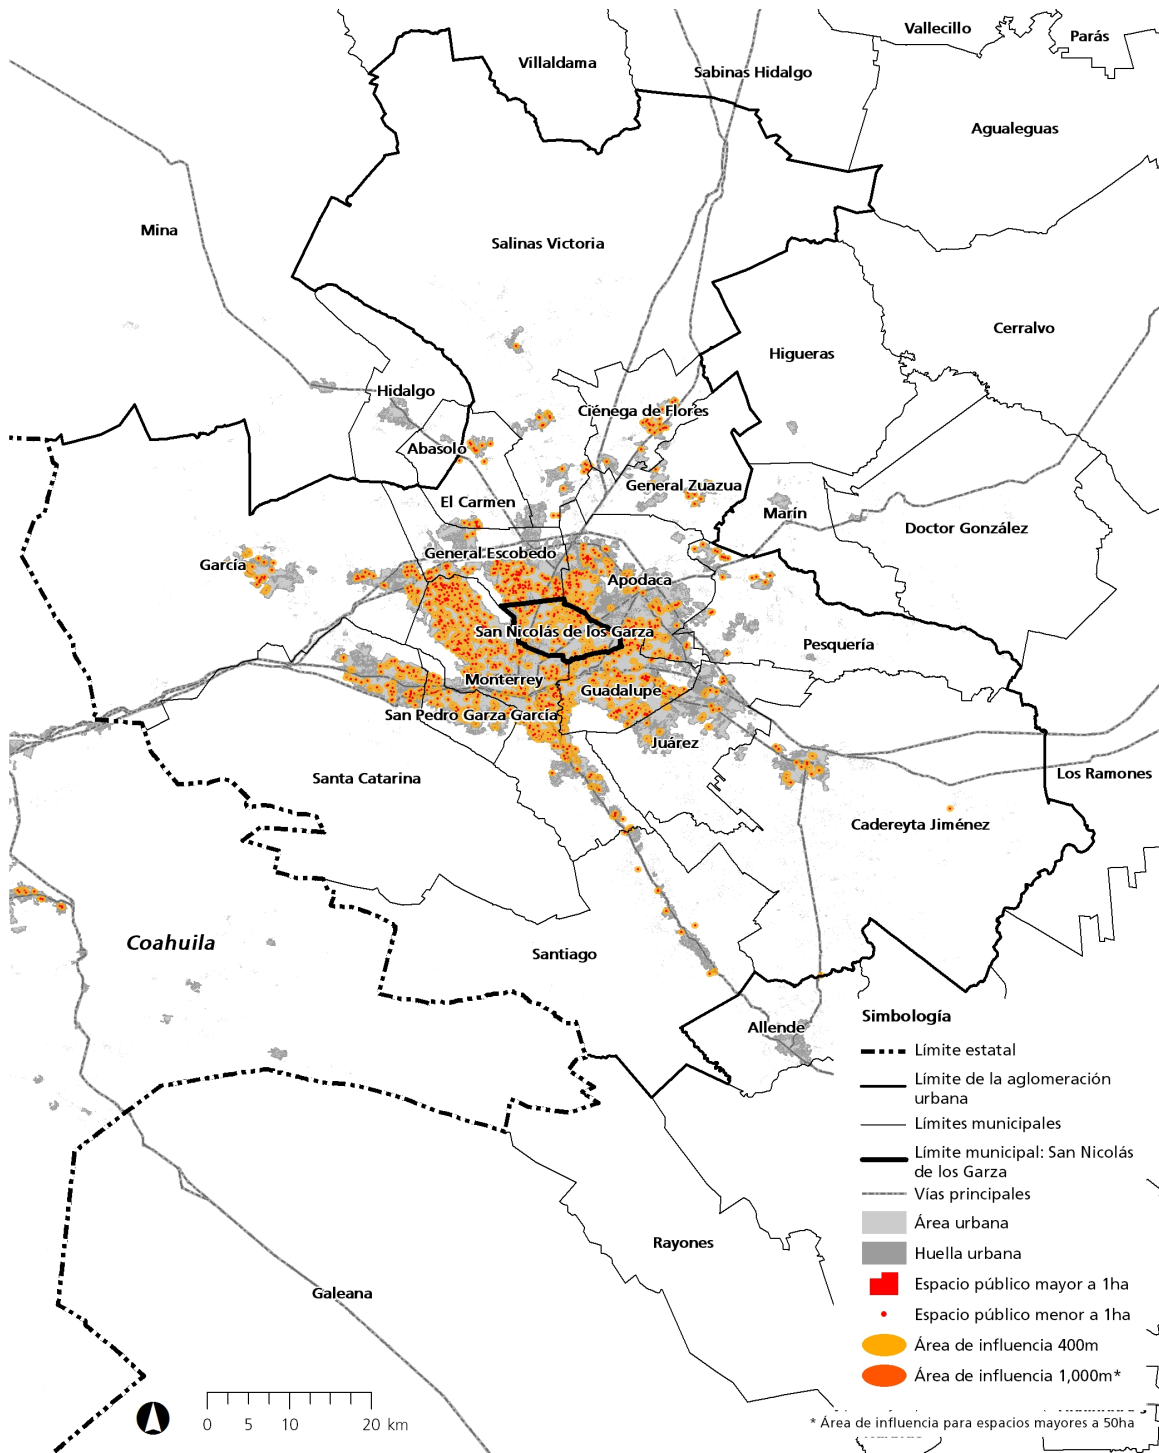 Vallecillo
Parás
Villaldama
Sabinas Hidalgo
Agualeguas
Mina
Salinas Victoria
Cerralvo
Higueras
Hidalgo
Ciénega de Flores
Abasolo
General Zuazua
El Carmen
Marín
Doctor González
General Escobedo
García
Apodaca
San Nicolás de los Garza
Pesquería
Monterrey
Guadalupe
San Pedro Garza García
Juárez
Santa Catarina
Los Ramones
Cadereyta Jiménez
Coahuila
Santiago
Allende
Rayones
Galeana
Simbología
Límite estatal
Límite de la aglomeración
urbana
Límites municipales
Límite municipal: San Nicolás
de los Garza
Vías principales
Área urbana
Huella urbana
Espacio público mayor a 1ha
Espacio público menor a 1ha
Área de influencia 400m
Área de influencia 1,000m*
0 5 10 20 km
* Área de influencia para espacios mayores a 50ha